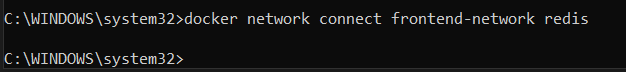 C:\WINDOWS\system32>docker network connect frontend-network redis
C:\WINDOWS\system32>